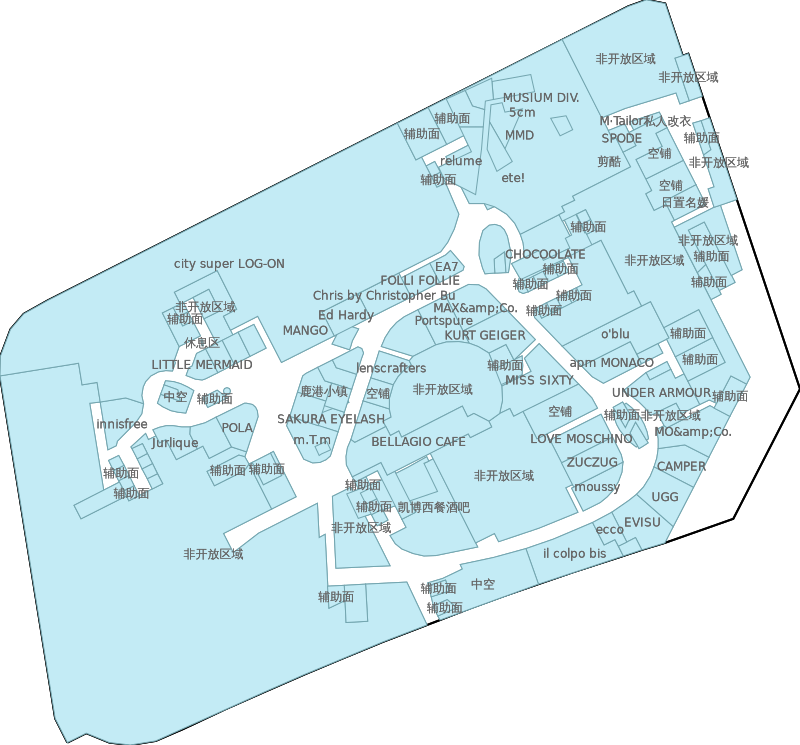 非开放区域
非开放区域
MUSIUM DIV.
5cm
辅助面
M·Tailor私人改衣
辅助面
MMD
SPODE
辅助面
空铺
relume
剪酷
非开放区域
辅助面
ete!
空铺
日置名媛
辅助面
非开放区域
CHOCOOLATE
辅助面
非开放区域
city super LOG-ON
EA7
辅助面
FOLLI FOLLIE
辅助面
辅助面
Chris by Christopher Bu
辅助面
非开放区域
MAX&amp;Co.
辅助面
Ed Hardy
辅助面
Portspure
MANGO
KURT GEIGER
o'blu
辅助面
休息区
LITTLE MERMAID
lenscrafters
辅助面
apm MONACO
辅助面
MISS SIXTY
鹿港小镇
空铺
非开放区域
UNDER ARMOUR
中空
辅助面
辅助面
空铺
辅助面
非开放区域
SAKURA EYELASH
innisfree
POLA
MO&amp;Co.
Jurlique
m.T.m
BELLAGIO CAFE
LOVE MOSCHINO
ZUCZUG
CAMPER
辅助面
辅助面
辅助面
非开放区域
辅助面
moussy
辅助面
UGG
辅助面
凯博西餐酒吧
非开放区域
EVISU
ecco
非开放区域
il colpo bis
中空
辅助面
辅助面
辅助面